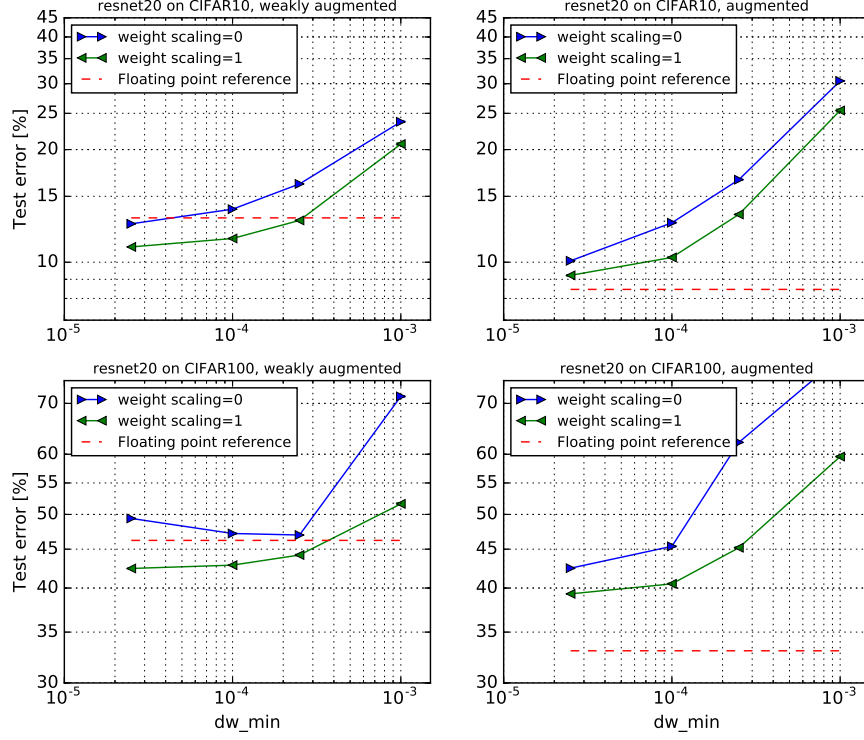 resnet20 on CIFAR10, weakly augmented
45
40
35
30
25
20
15
10
Test error [%]
weight scaling=0
weight scaling=1
Floating point reference
10^-5
10^-4
10^-3
resnet20 on CIFAR10, augmented
45
40
35
30
25
20
15
10
weight scaling=0
weight scaling=1
Floating point reference
10^-5
10^-4
10^-3
resnet20 on CIFAR100, weakly augmented
70
60
55
50
45
40
35
30
Test error [%]
weight scaling=0
weight scaling=1
Floating point reference
10^-5
10^-4
10^-3
dw_min
resnet20 on CIFAR100, augmented
70
60
55
50
45
40
35
30
weight scaling=0
weight scaling=1
Floating point reference
10^-5
10^-4
10^-3
dw_min